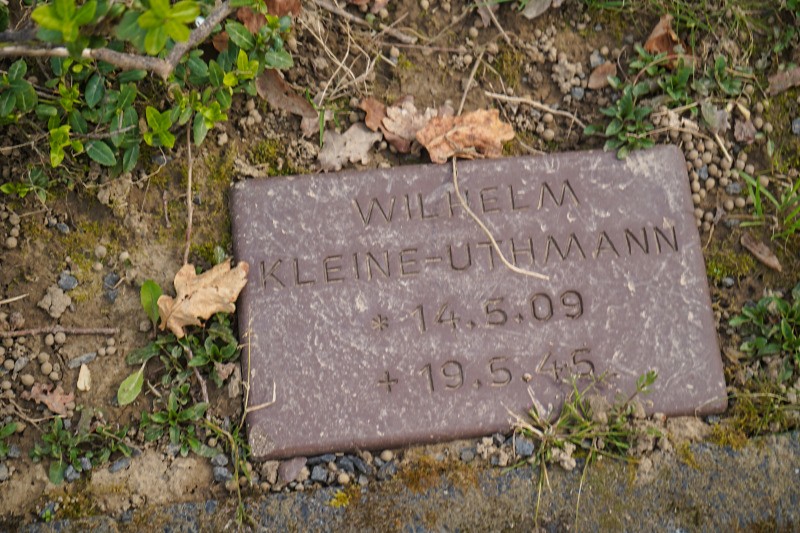 WILHELM
KLEINE-UTHMANN
* 14.5.09
+ 19.5.45